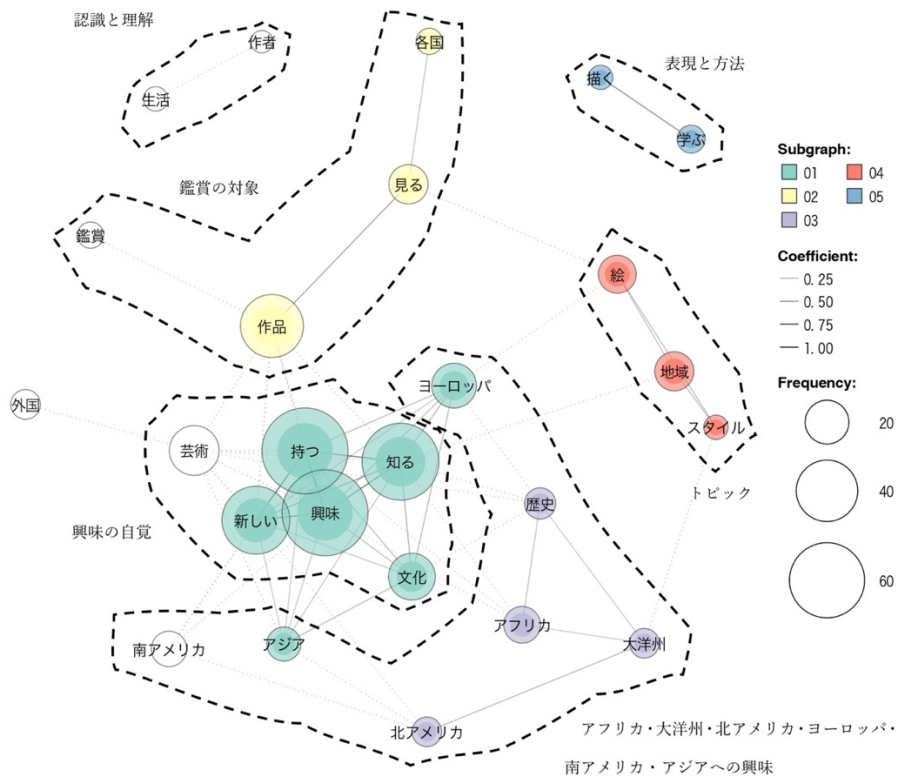 認識と理解
作者
各国
生活
描く
表現と方法
学ぶ
鑑賞の対象
見る
鑑賞
絵
作品
地域
ヨーロッパ
外国
スタイル
芸術
持つ
知る
トピック
新しい
興味
歴史
興味の自覚
文化
アフリカ
南アメリカ
アジア
大洋州
北アメリカ
アフリカ・大洋州・北アメリカ・ヨーロッパ・
南アメリカ・アジアへの興味
Subgraph:
01 04
02 05
03
Coefficient:
0.25
0.50
0.75
1.00
Frequency:
20
40
60